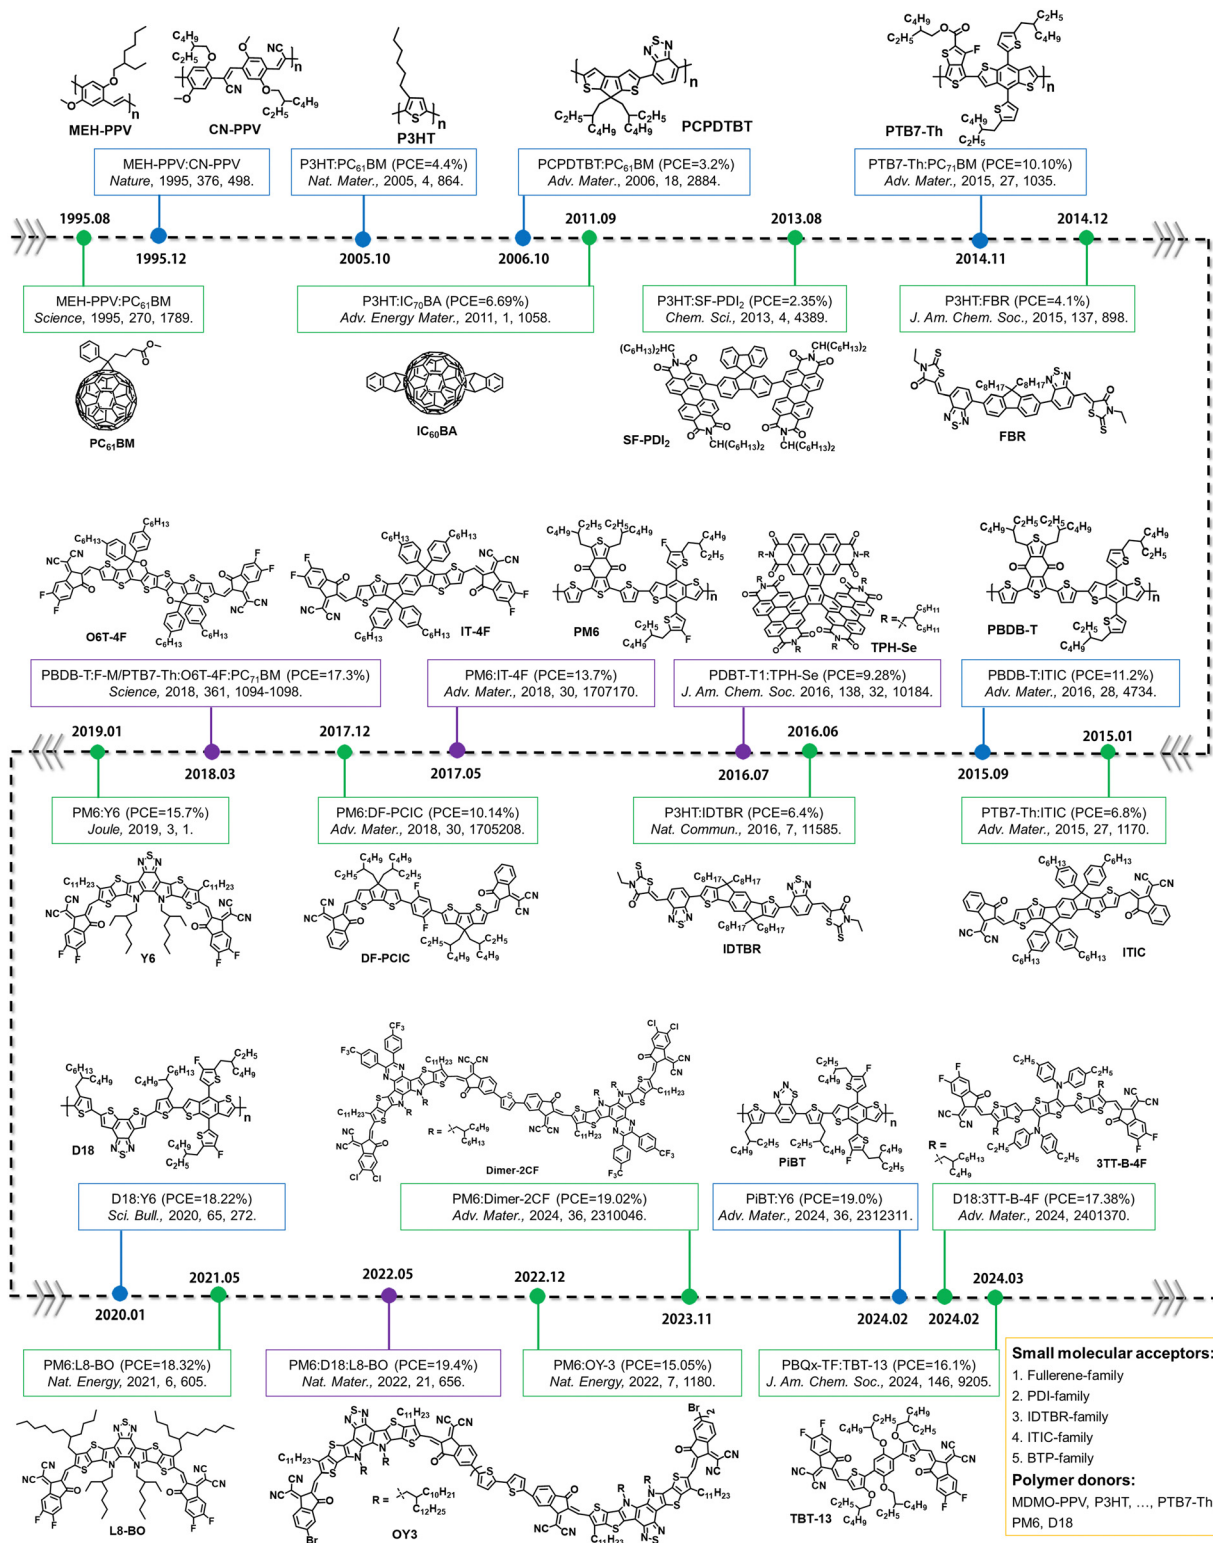 MEH-PPV
CN-PPV
P3HT
PCPDTBT
PTB7-Th
MEH-PPV:CN-PPV
Nature, 1995, 376, 498.
P3HT:PC61BM (PCE=4.4%)
Nat. Mater., 2005, 4, 864.
PCPDTBT:PC61BM (PCE=3.2%)
Adv. Mater., 2006, 18, 2884.
PTB7-Th:PC71BM (PCE=10.10%)
Adv. Mater., 2015, 27, 1035.
1995.08
2011.09
2013.08
2014.12
1995.12
2005.10
2006.10
2014.11
MEH-PPV:PC61BM
Science, 1995, 270, 1789.
P3HT:IC70BA (PCE=6.69%)
Adv. Energy Mater., 2011, 1, 1058.
P3HT:SF-PDI2 (PCE=2.35%)
Chem. Sci., 2013, 4, 4389.
P3HT:FBR (PCE=4.1%)
J. Am. Chem. Soc., 2015, 137, 898.
PC61BM
IC60BA
SF-PDI2
FBR
O6T-4F
IT-4F
PM6
TPH-Se
PBDB-T
PBDB-T:F-M/PTB7-Th:O6T-4F:PC71BM (PCE=17.3%)
Science, 2018, 361, 1094-1098.
PM6:IT-4F (PCE=13.7%)
Adv. Mater., 2018, 30, 1707170.
PDBT-T1:TPH-Se (PCE=9.28%)
J. Am. Chem. Soc. 2016, 138, 32, 10184.
PBDB-T:ITIC (PCE=11.2%)
Adv. Mater., 2016, 28, 4734.
2019.01
2017.12
2016.06
2015.01
2018.03
2017.05
2016.07
2015.09
PM6:Y6 (PCE=15.7%)
Joule, 2019, 3, 1.
PM6:DF-PCIC (PCE=10.14%)
Adv. Mater., 2018, 30, 1705208.
P3HT:IDTBR (PCE=6.4%)
Nat. Commun., 2016, 7, 11585.
PTB7-Th:ITIC (PCE=6.8%)
Adv. Mater., 2015, 27, 1170.
Y6
DF-PCIC
IDTBR
ITIC
D18
Dimer-2CF
PiBT
3TT-B-4F
D18:Y6 (PCE=18.22%)
Sci. Bull., 2020, 65, 272.
PM6:Dimer-2CF (PCE=19.02%)
Adv. Mater., 2024, 36, 2310046.
PiBT:Y6 (PCE=19.0%)
Adv. Mater., 2024, 36, 2312311.
D18:3TT-B-4F (PCE=17.38%)
Adv. Mater., 2024, 2401370.
2021.05
2022.05
2022.12
2024.03
2020.01
2023.11
2024.02
2024.02
PM6:L8-BO (PCE=18.32%)
Nat. Energy, 2021, 6, 605.
PM6:D18:L8-BO (PCE=19.4%)
Nat. Mater., 2022, 21, 656.
PM6:OY-3 (PCE=15.05%)
Nat. Energy, 2022, 7, 1180.
PBQx-TF:TBT-13 (PCE=16.1%)
J. Am. Chem. Soc., 2024, 146, 9205.
L8-BO
OY3
TBT-13
Small molecular acceptors:
1. Fullerene-family
2. PDI-family
3. IDTBR-family
4. ITIC-family
5. BTP-family
Polymer donors:
MDMO-PPV, P3HT, ..., PTB7-Th
PM6, D18